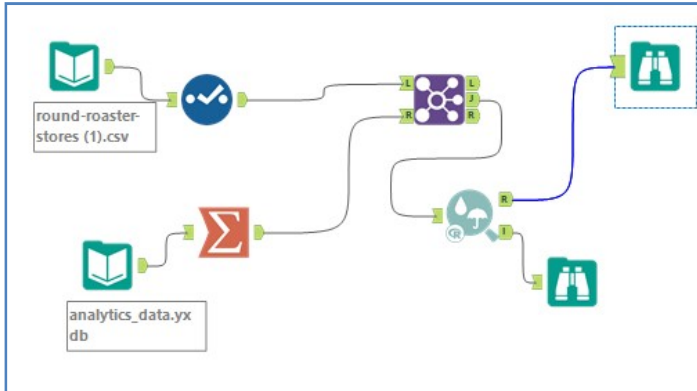 round-roaster-
stores (1).csv
L
R
L
J
R
R
I
R
Σ
analytics_data.yx
db